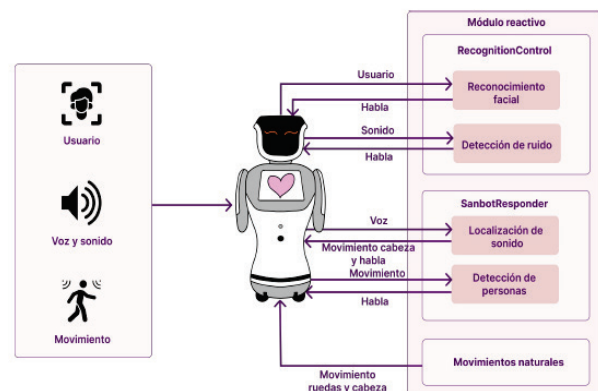 Módulo reactivo
RecognitionControl
Usuario
Reconocimiento
facial
Habla
Usuario
Sonido
Detección de ruido
Habla
SanbotResponder
Voz y sonido
Voz
Localización de
sonido
Movimiento cabeza
y habla
Movimiento
Detección de
personas
Habla
Movimiento
Movimientos naturales
Movimiento
ruedas y cabeza